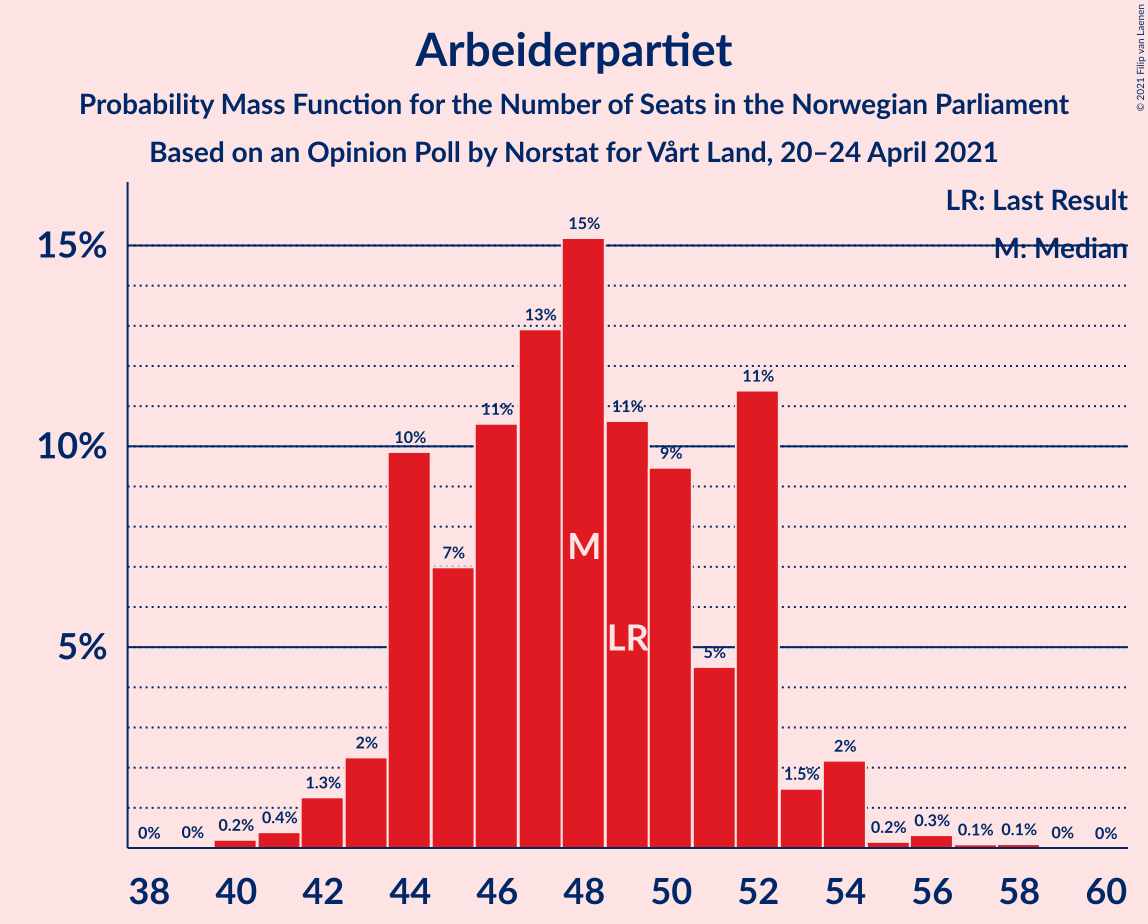 Arbeiderpartiet
Probability Mass Function for the Number of Seats in the Norwegian Parliament
Based on an Opinion Poll by Norstat for Vårt Land, 20–24 April 2021
© 2021 Filip van Laenen
LR: Last Result
M: Median
15%
10%
5%
0%
0%
0.2%
0.4%
1.3%
2%
10%
7%
11%
13%
15%
11%
9%
5%
11%
1.5%
2%
0.2%
0.3%
0.1%
0.1%
0%
0%
M
LR
38 40 42 44 46 48 50 52 54 56 58 60